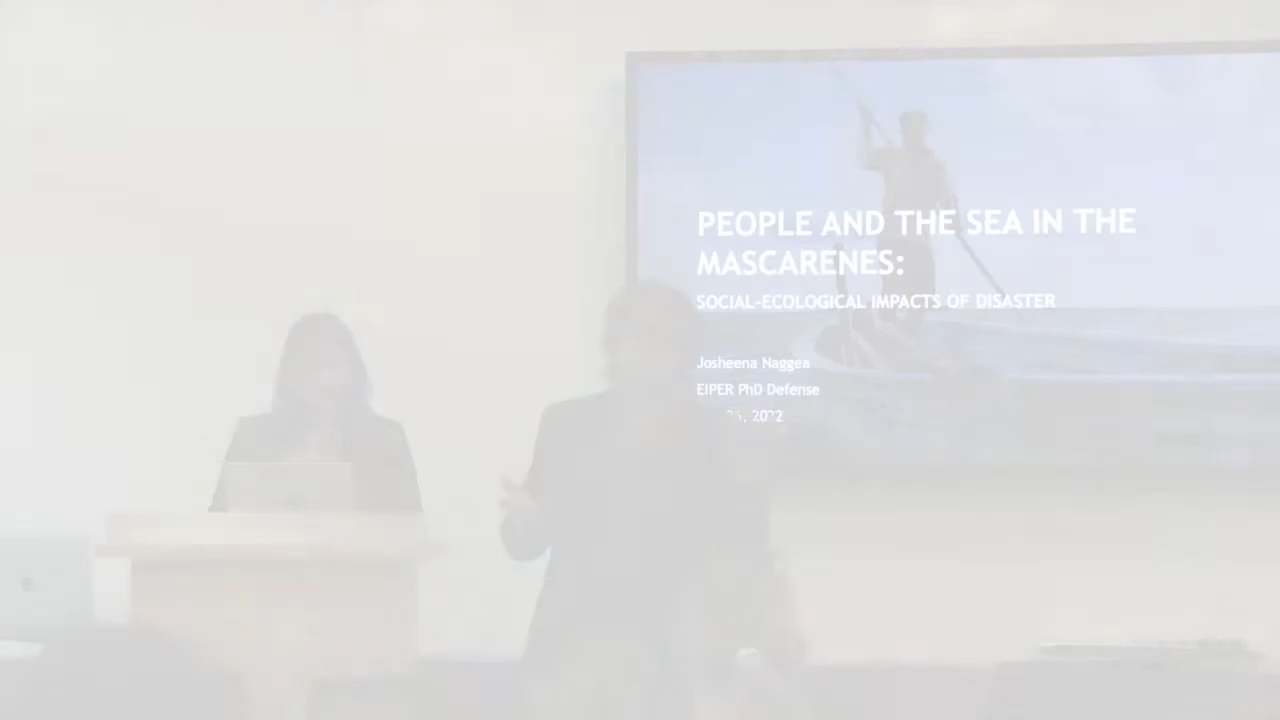 PEOPLE AND THE SEA IN THE
MASCARENES:
SOCIAL-ECOLOGICAL IMPACTS OF DISASTER
Josheena Naggea
EIPER PhD Defense
2022